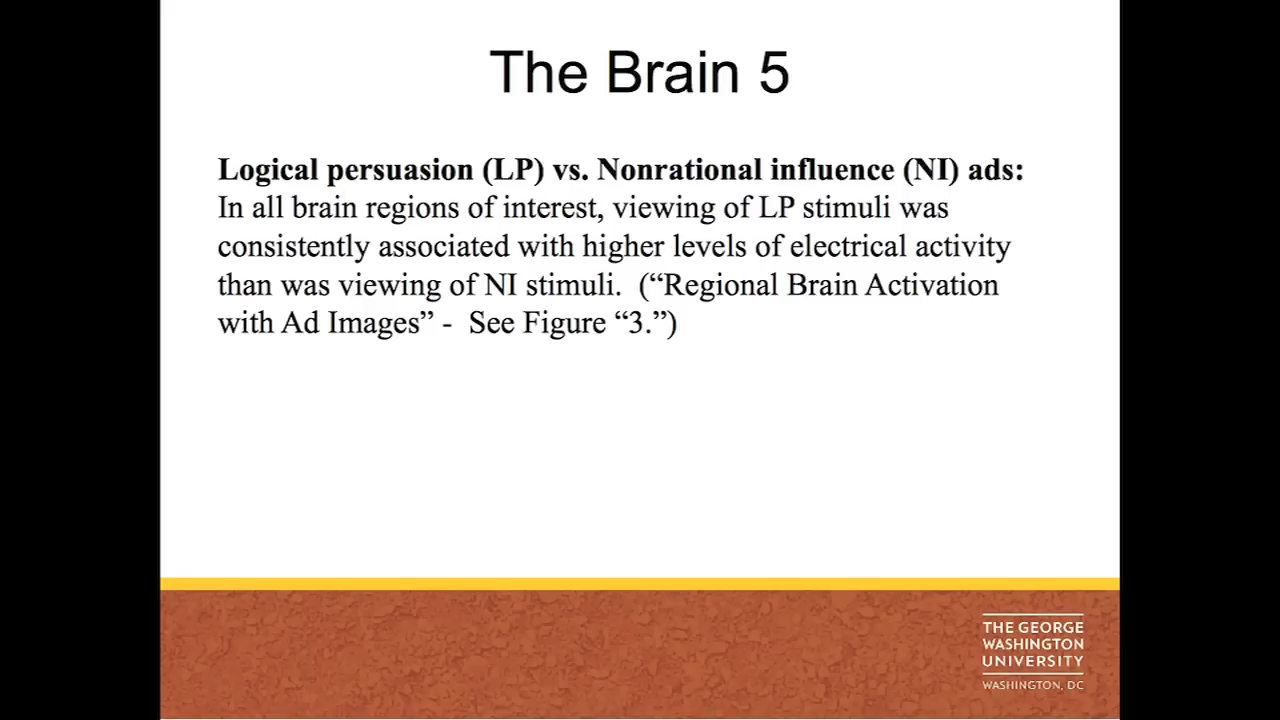 The Brain 5
Logical persuasion (LP) vs. Nonrational influence (NI) ads:
In all brain regions of interest, viewing of LP stimuli was
consistently associated with higher levels of electrical activity
than was viewing of NI stimuli.  (“Regional Brain Activation
with Ad Images” -  See Figure “3.”)
THE GEORGE
WASHINGTON
UNIVERSITY
WASHINGTON, DC